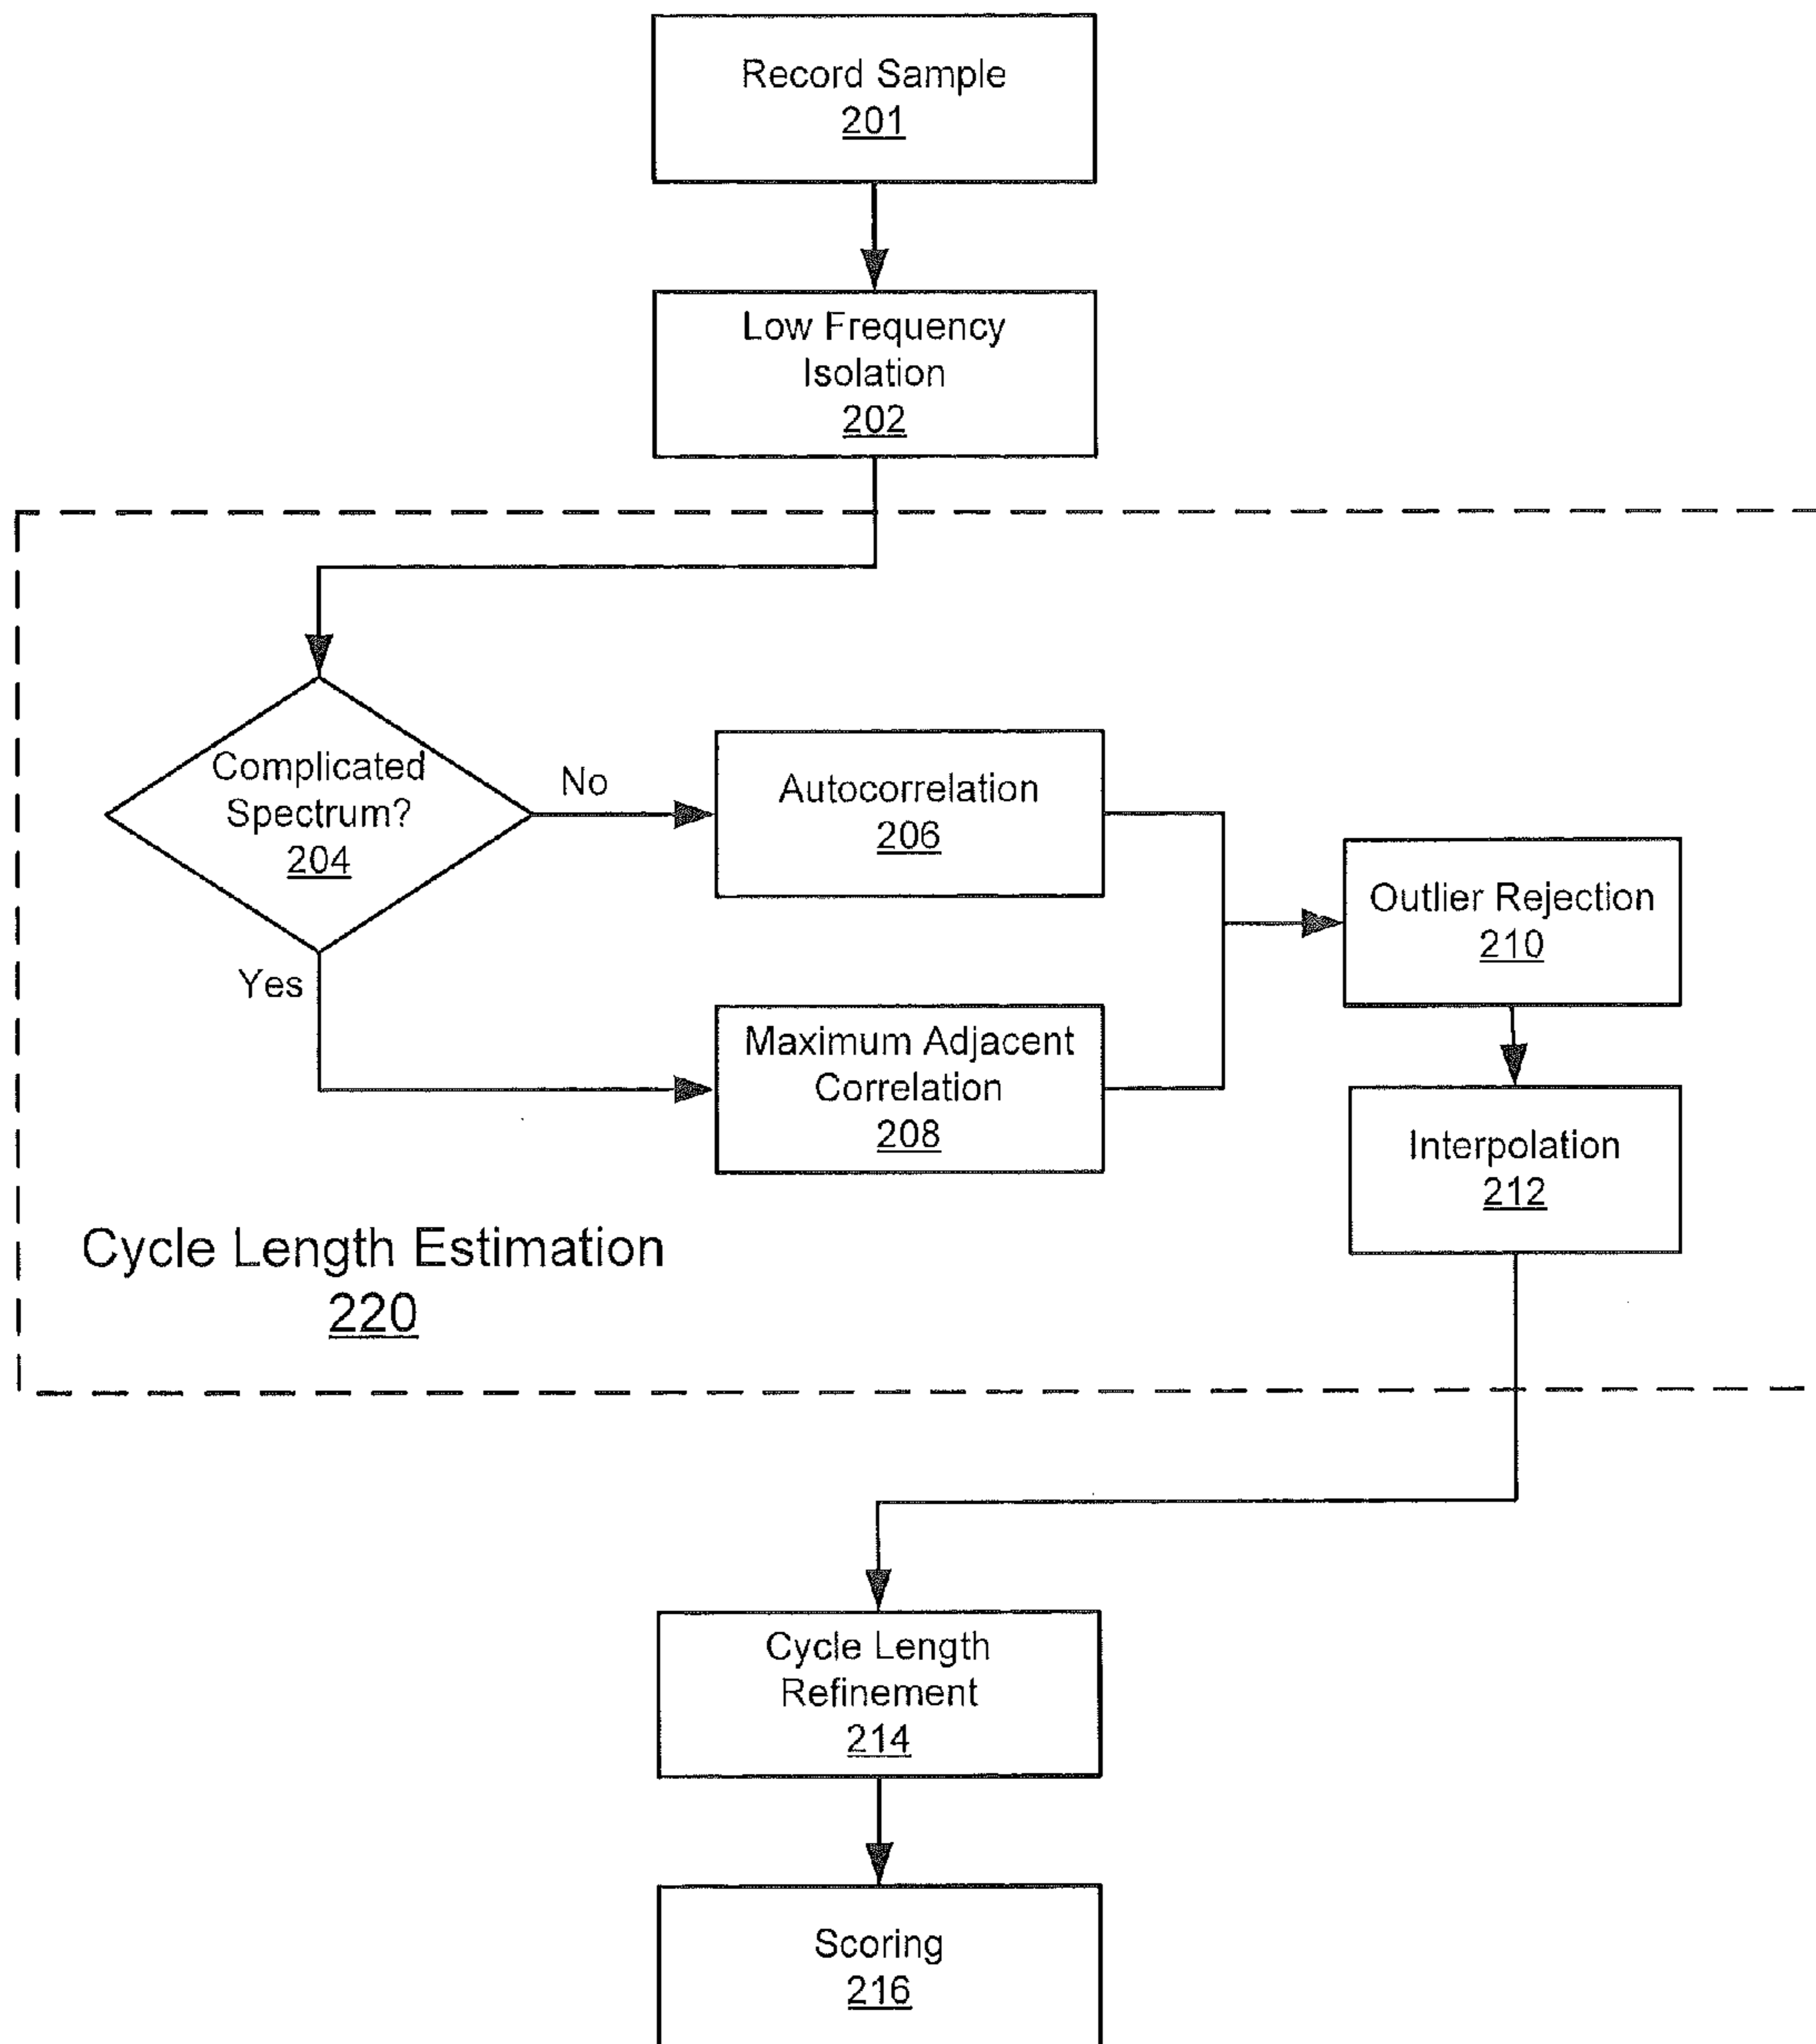 Record Sample
201
Low Frequency
Isolation
202
Complicated
Spectrum?
204
No
Yes
Autocorrelation
206
Maximum Adjacent
Correlation
208
Outlier Rejection
210
Interpolation
212
Cycle Length Estimation
220
Cycle Length
Refinement
214
Scoring
216